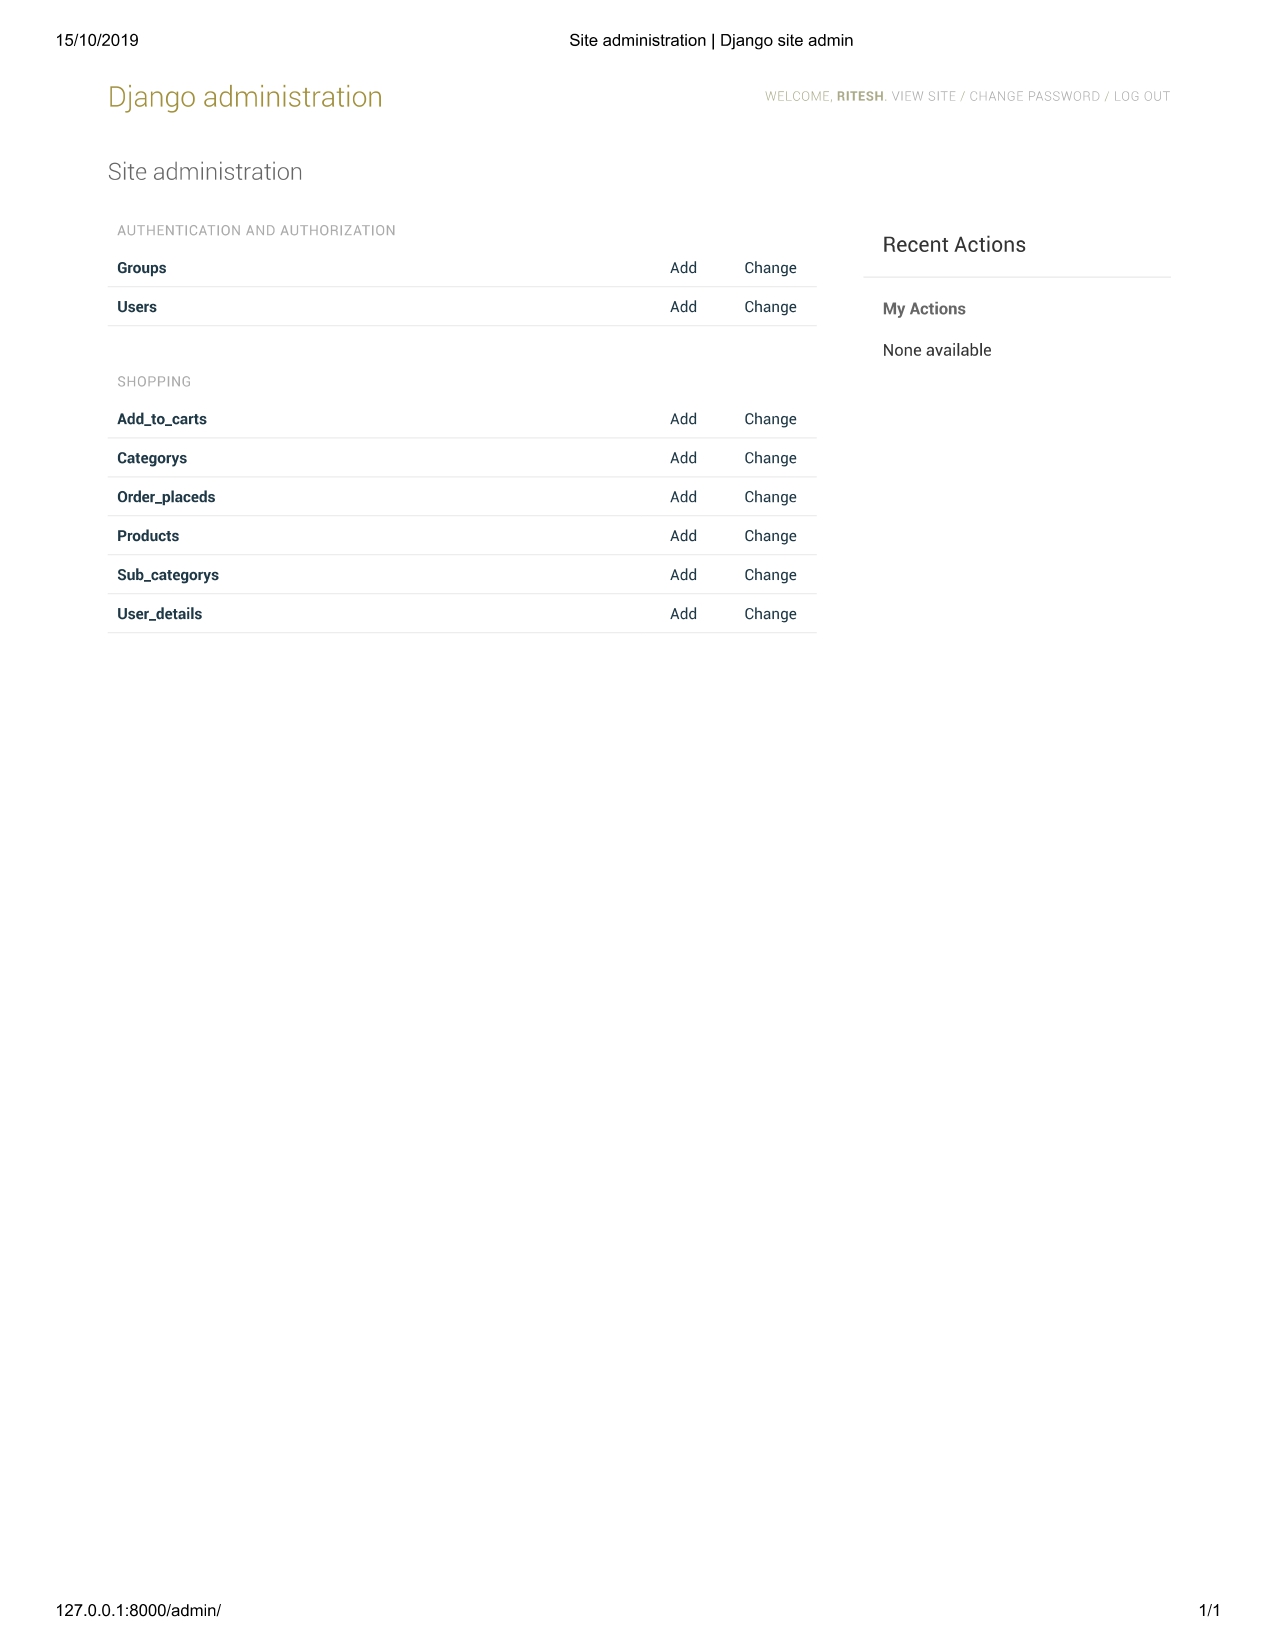 15/10/2019 Site administration | Django site admin
Django administration WELCOME, RITESH. VIEW SITE / CHANGE PASSWORD / LOG OUT
Site administration
AUTHENTICATION AND AUTHORIZATION
Groups Add Change
Users Add Change
SHOPPING
Add_to_carts Add Change
Categorys Add Change
Order_placeds Add Change
Products Add Change
Sub_categorys Add Change
User_details Add Change
Recent Actions
My Actions
None available
127.0.0.1:8000/admin/ 1/1